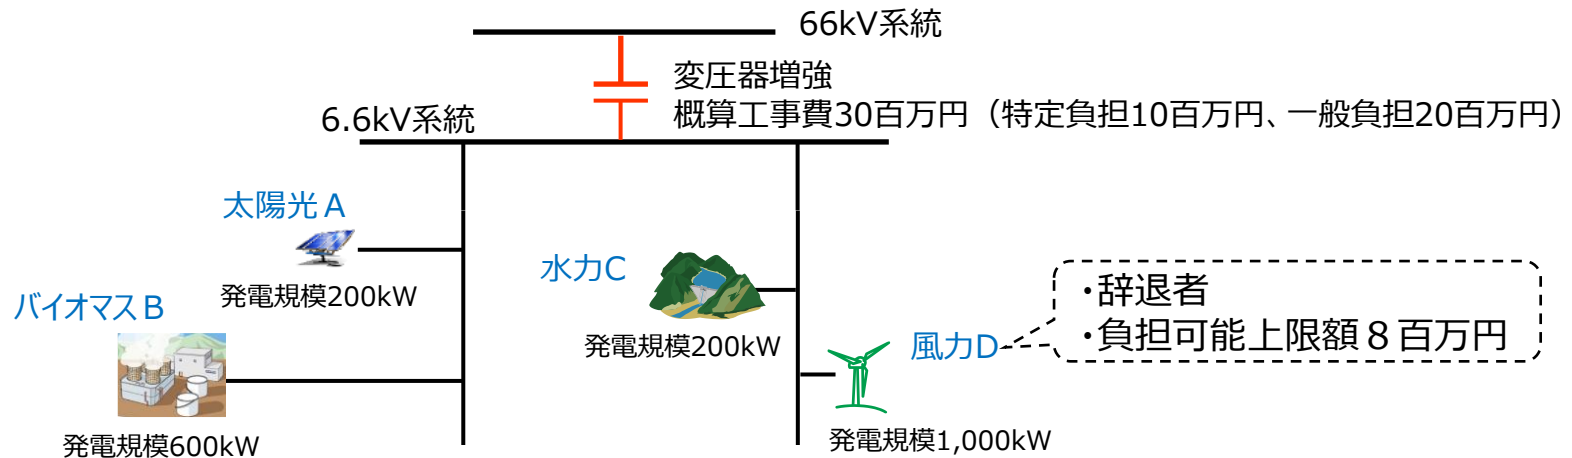 66kV系統
変圧器増強
概算工事費30百万円（特定負担10百万円、一般負担20百万円）
6.6kV系統
太陽光A
発電規模200kW
バイオマスB
発電規模600kW
水力C
発電規模200kW
風力D
発電規模1,000kW
・辞退者
・負担可能上限額８百万円